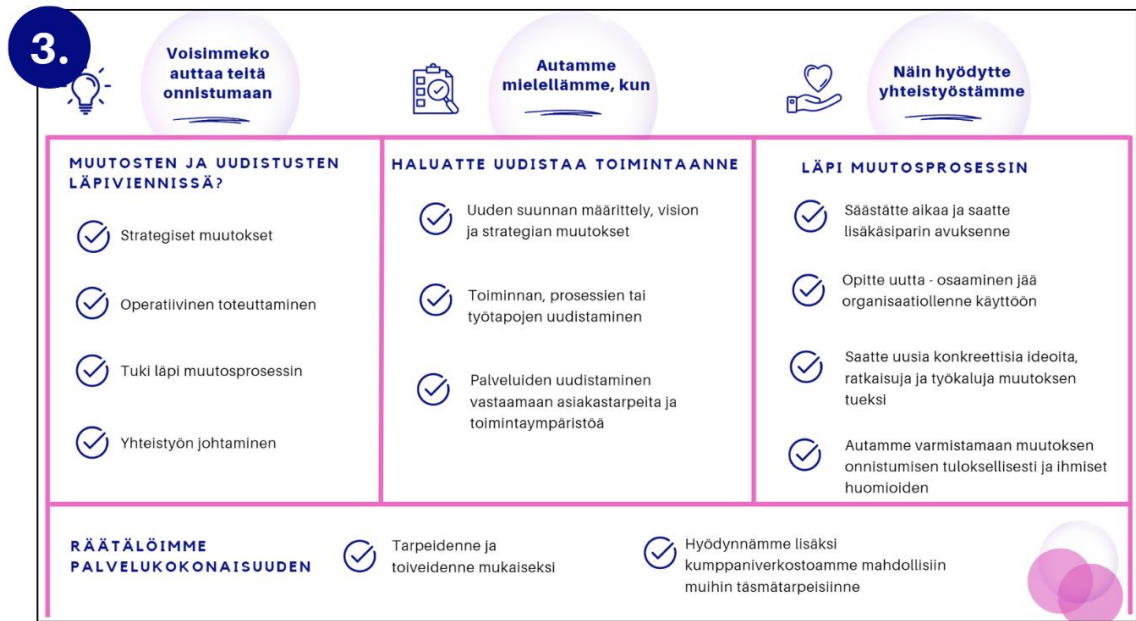 3.
Voisimmeko
auttaa teitä
onnistumaan
Autamme
mielellämme, kun
Näin hyödytte
yhteistyöstämme
MUUTOSTEN JA UUDISTUSTEN
LÄPIVIENNISSÄ?
Strategiset muutokset
Operatiivinen toteuttaminen
Tuki läpi muutosprosessin
Yhteistyön johtaminen
HALUATTE UUDISTAA TOIMINTAANNE
Uuden suunnan määrittely, vision
ja strategian muutokset
Toiminnan, prosessien tai
työtapojen uudistaminen
Palveluiden uudistaminen
vastaamaan asiakastarpeita ja
toimintaympäristöä
LÄPI MUUTOSPROSESSIN
Säästätte aikaa ja saatte
lisäkäsiparin avuksenne
Opitte uutta - osaaminen jää
organisaatiollenne käyttöön
Saatte uusia konkreettisia ideoita,
ratkaisuja ja työkaluja muutoksen
tueksi
Autamme varmistamaan muutoksen
onnistumisen tuloksellisesti ja ihmiset
huomioiden
RÄÄTÄLÖIMME
PALVELUKOKONAISUUDEN
Tarpeidenne ja
toiveidenne mukaiseksi
Hyödynnämme lisäksi
kumppaniverkostoamme mahdollisiin
muihin täsmätarpeisiinne